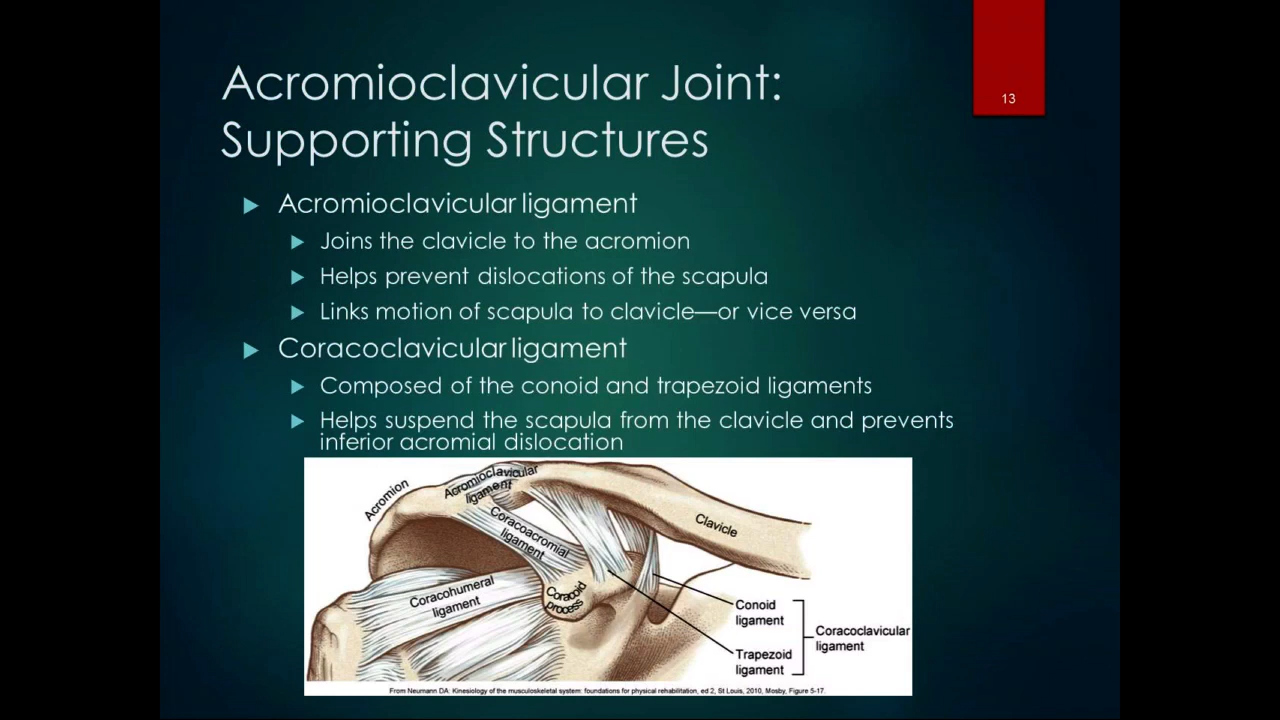 13
Acromioclavicular Joint:
Supporting Structures
Acromioclavicular ligament
Joins the clavicle to the acromion
Helps prevent dislocations of the scapula
Links motion of scapula to clavicle—or vice versa
Coracoclavicular ligament
Composed of the conoid and trapezoid ligaments
Helps suspend the scapula from the clavicle and prevents
inferior acromial dislocation
Acromion
Acromioclavicular
ligament
Coracoacromial
ligament
Clavicle
Coracohumeral
ligament
Coracoid
process
Conoid
ligament
Trapezoid
ligament
Coracoclavicular
ligament
From Neumann DA: Kinesiology of the musculoskeletal system: foundations for physical rehabilitation, ed 2, St Louis, 2010, Mosby, Figure 5-17.